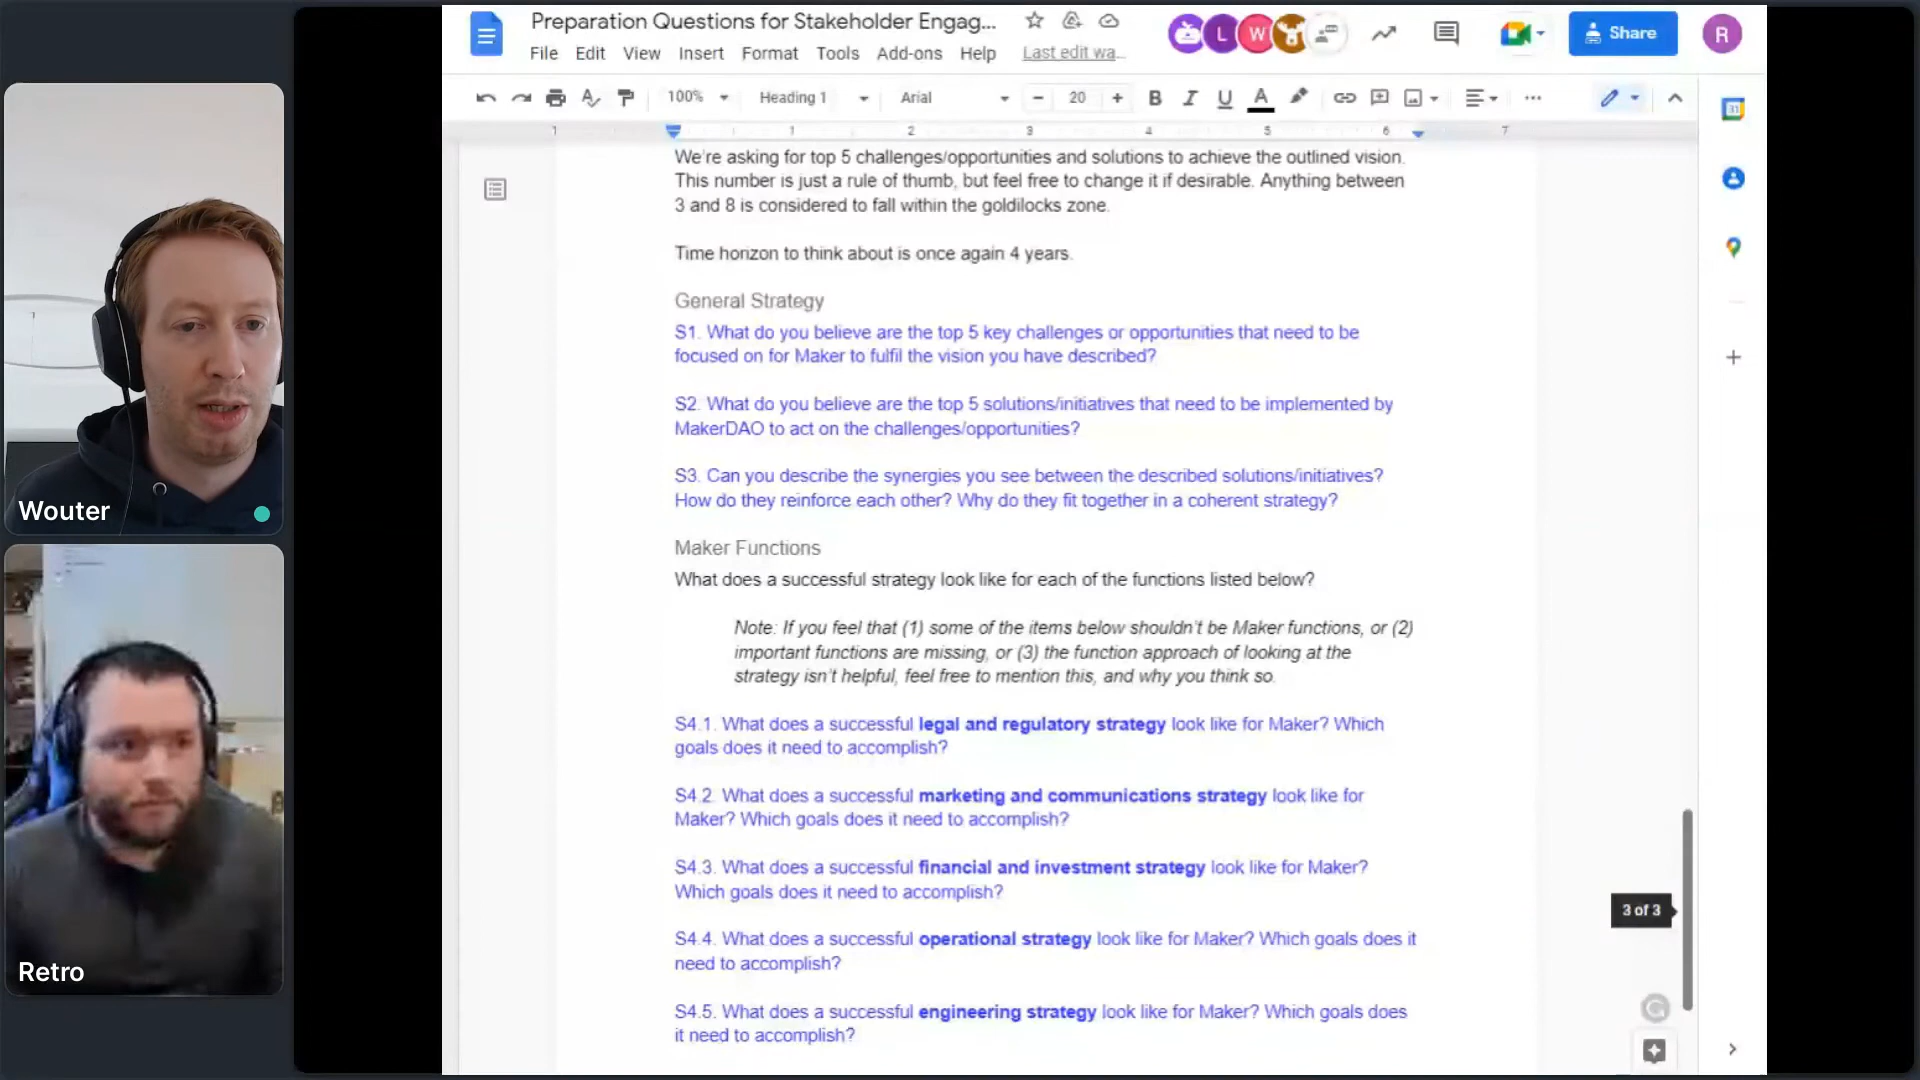 Preparation Questions for Stakeholder Engag...
File Edit View Insert Format Tools Add-ons Help Last edit wa...
L W
Share
R
100% Heading 1 Arial 20 B I U A
1 1 2 3 4 5 6 7
31
We're asking for top 5 challenges/opportunities and solutions to achieve the outlined vision.
This number is just a rule of thumb, but feel free to change it if desirable. Anything between
3 and 8 is considered to fall within the goldilocks zone.
Time horizon to think about is once again 4 years.
General Strategy
S1. What do you believe are the top 5 key challenges or opportunities that need to be
focused on for Maker to fulfil the vision you have described?
S2. What do you believe are the top 5 solutions/initiatives that need to be implemented by
MakerDAO to act on the challenges/opportunities?
S3. Can you describe the synergies you see between the described solutions/initiatives?
How do they reinforce each other? Why do they fit together in a coherent strategy?
Maker Functions
What does a successful strategy look like for each of the functions listed below?
Note: If you feel that (1) some of the items below shouldn't be Maker functions, or (2)
important functions are missing, or (3) the function approach of looking at the
strategy isn't helpful, feel free to mention this, and why you think so.
S4.1. What does a successful legal and regulatory strategy look like for Maker? Which
goals does it need to accomplish?
S4.2. What does a successful marketing and communications strategy look like for
Maker? Which goals does it need to accomplish?
S4.3. What does a successful financial and investment strategy look like for Maker?
Which goals does it need to accomplish?
S4.4. What does a successful operational strategy look like for Maker? Which goals does it
need to accomplish?
S4.5. What does a successful engineering strategy look like for Maker? Which goals does
it need to accomplish?
3 of 3
Wouter
Retro